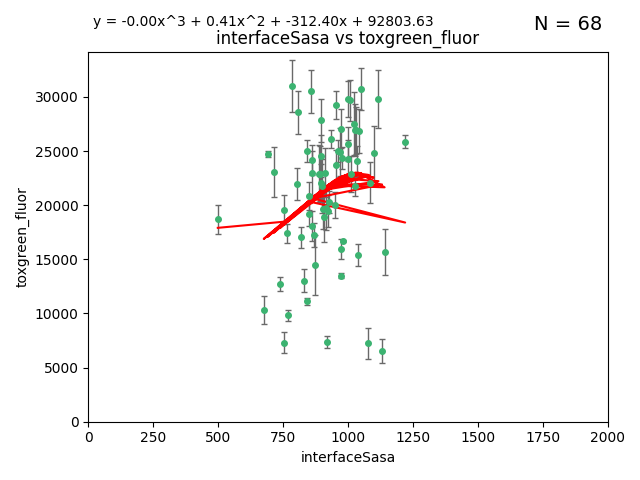 y = -0.00x^3 + 0.41x^2 + -312.40x + 92803.63
N = 68
interfaceSasa vs toxgreen_fluor
30000
25000
20000
15000
10000
5000
0
toxgreen_fluor
0 250 500 750 1000 1250 1500 1750 2000
interfaceSasa